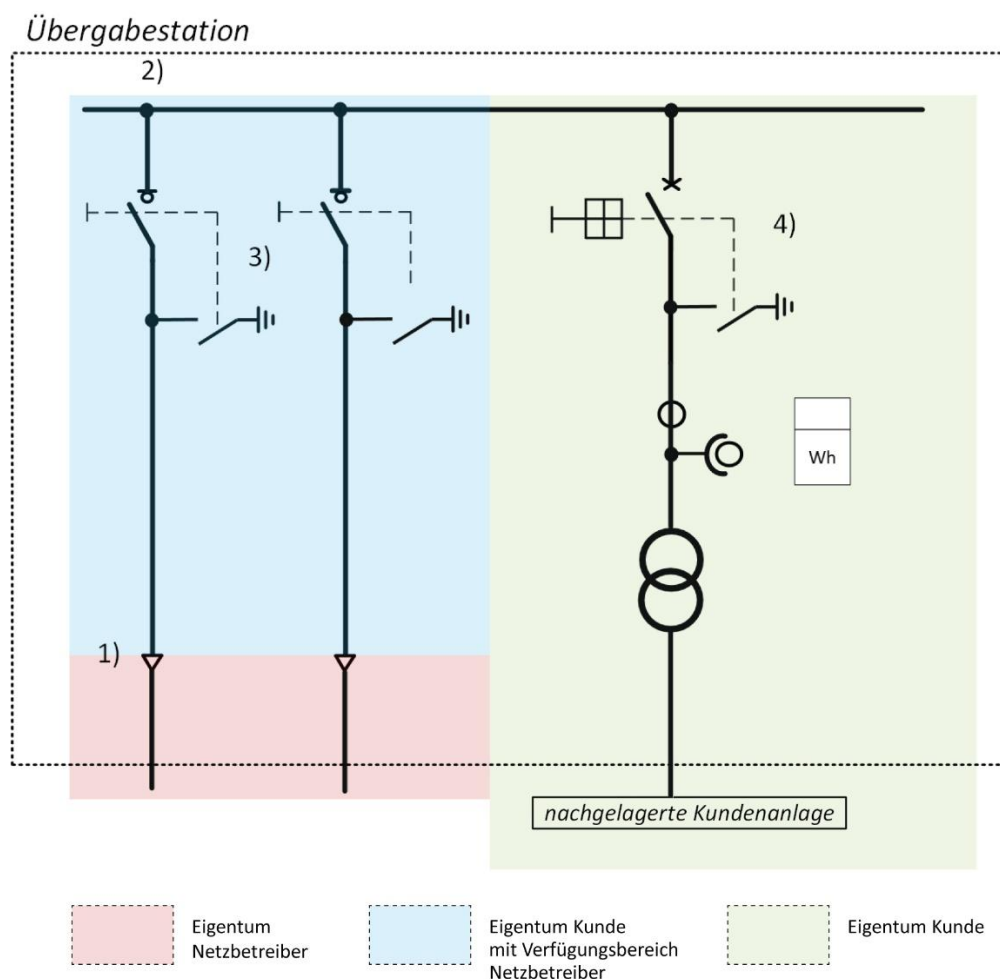 Übergabestation
2)
3)
4)
Wh
1)
nachgelagerte Kundenanlage
Eigentum
Netzbetreiber
Eigentum Kunde
mit Verfügungsbereich
Netzbetreiber
Eigentum Kunde